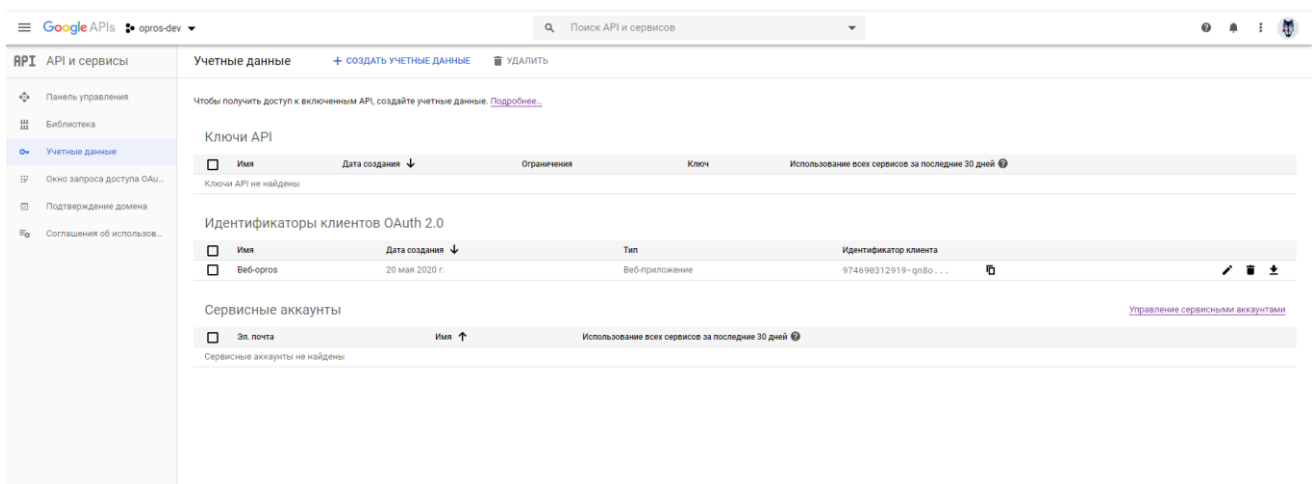 Google APIs opros-dev Поиск API и сервисов
API API и сервисы Учетные данные + СОЗДАТЬ УЧЕТНЫЕ ДАННЫЕ УДАЛИТЬ
Панель управления
Чтобы получить доступ к включенным API, создайте учетные данные. Подробнее…
Библиотека
Ключи API
Учетные данные
Имя Дата создания Ограничения Ключ Использование всех сервисов за последние 30 дней
Окно запроса доступа OAu…
Ключи API не найдены
Подтверждение домена
Идентификаторы клиентов OAuth 2.0
Соглашения об использов…
Имя Дата создания Тип Идентификатор клиента
Веб-opros 20 мая 2020 г. Веб-приложение 974690312919-qn8o...
Сервисные аккаунты Управление сервисными аккаунтами
Эл. почта Имя Использование всех сервисов за последние 30 дней
Сервисные аккаунты не найдены